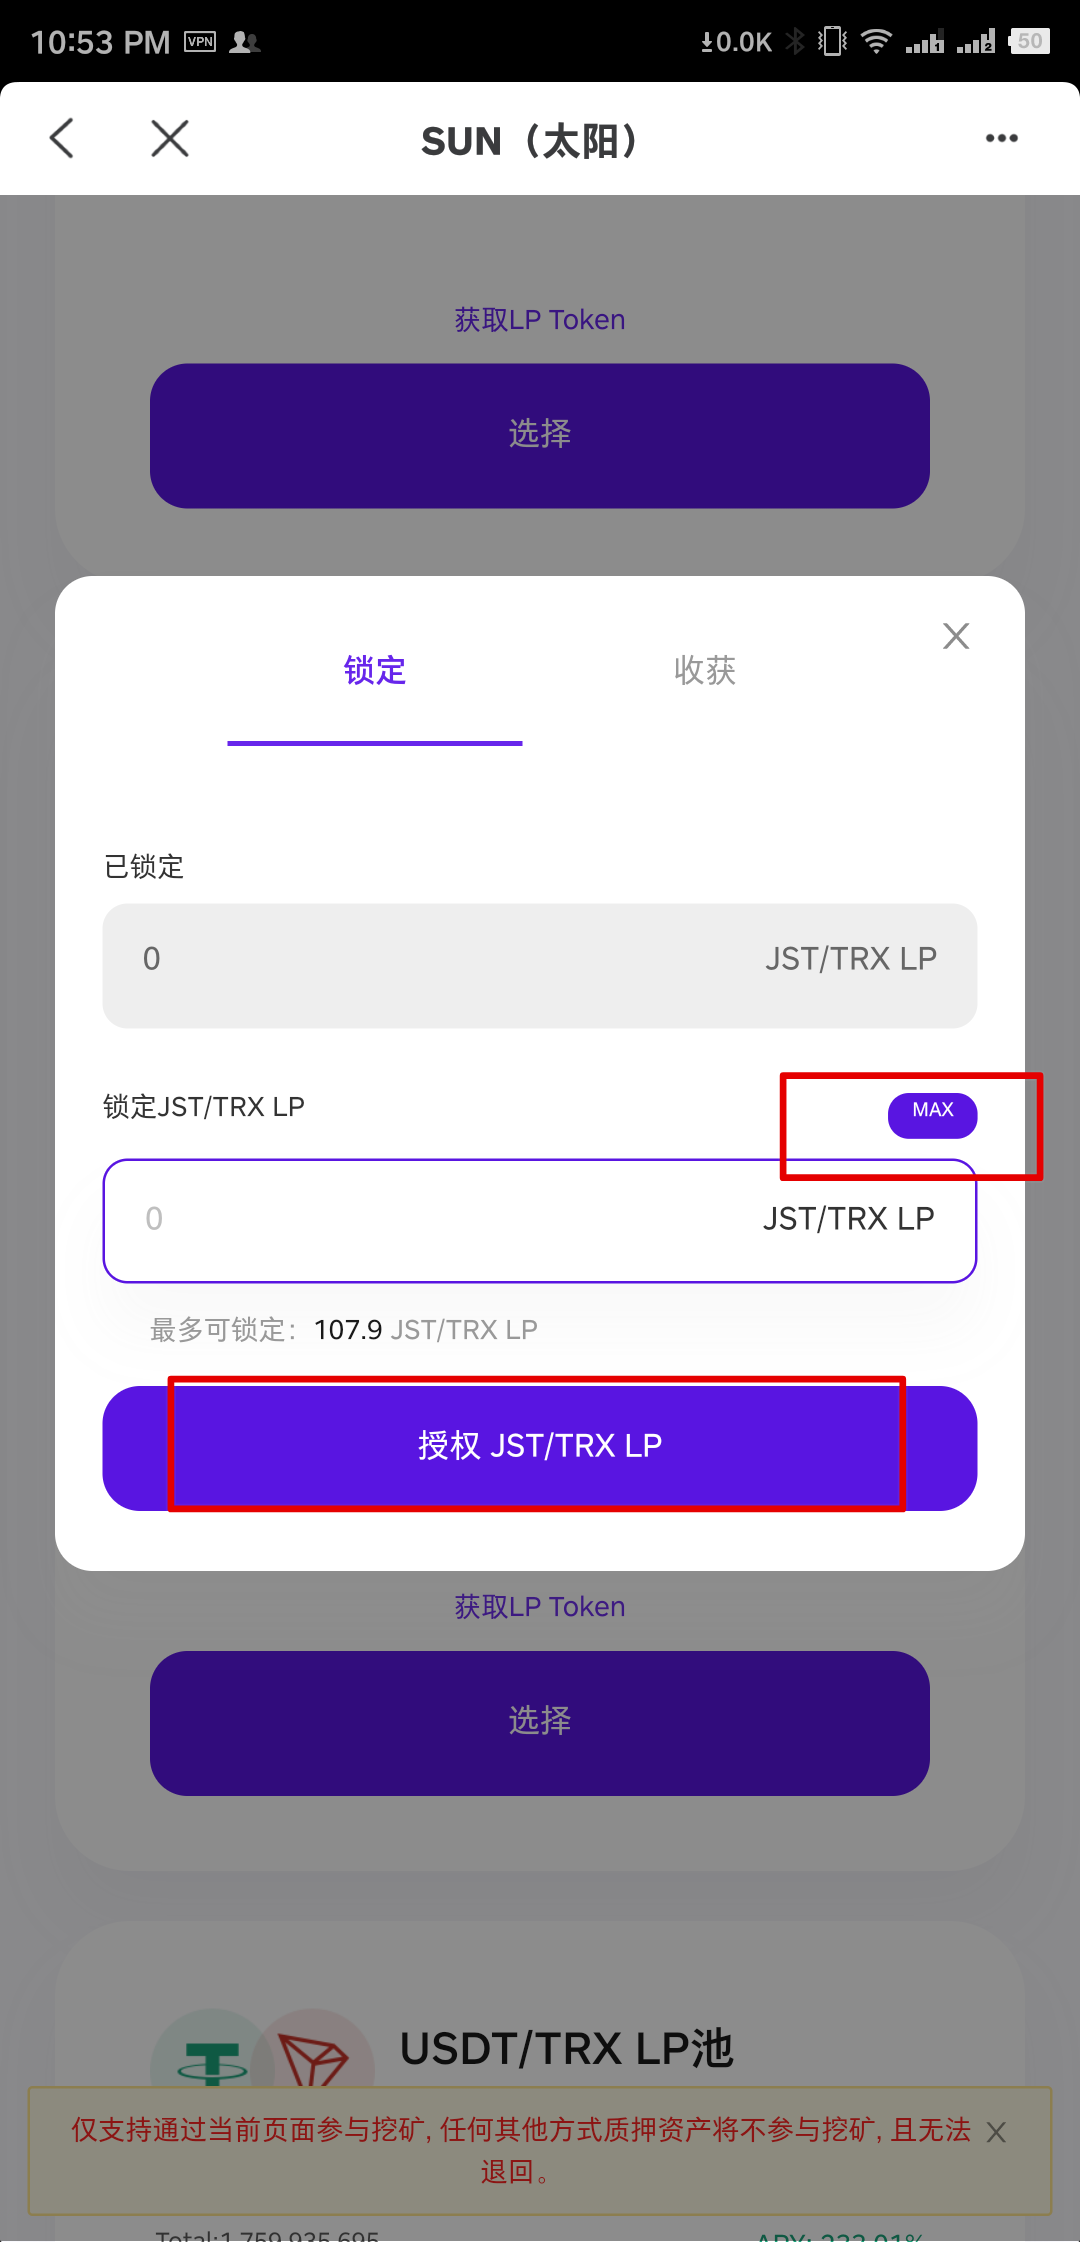 10:53 PM VPN 0.0K 1 2 50
SUN（太阳）
获取LP Token
选择
锁定 收获
已锁定
0 JST/TRX LP
锁定JST/TRX LP MAX
0 JST/TRX LP
最多可锁定：107.9 JST/TRX LP
授权 JST/TRX LP
获取LP Token
选择
USDT/TRX LP池
仅支持通过当前页面参与挖矿, 任何其他方式质押资产将不参与挖矿, 且无法
退回。
Total:1,759,935,695 APY: 232.01%